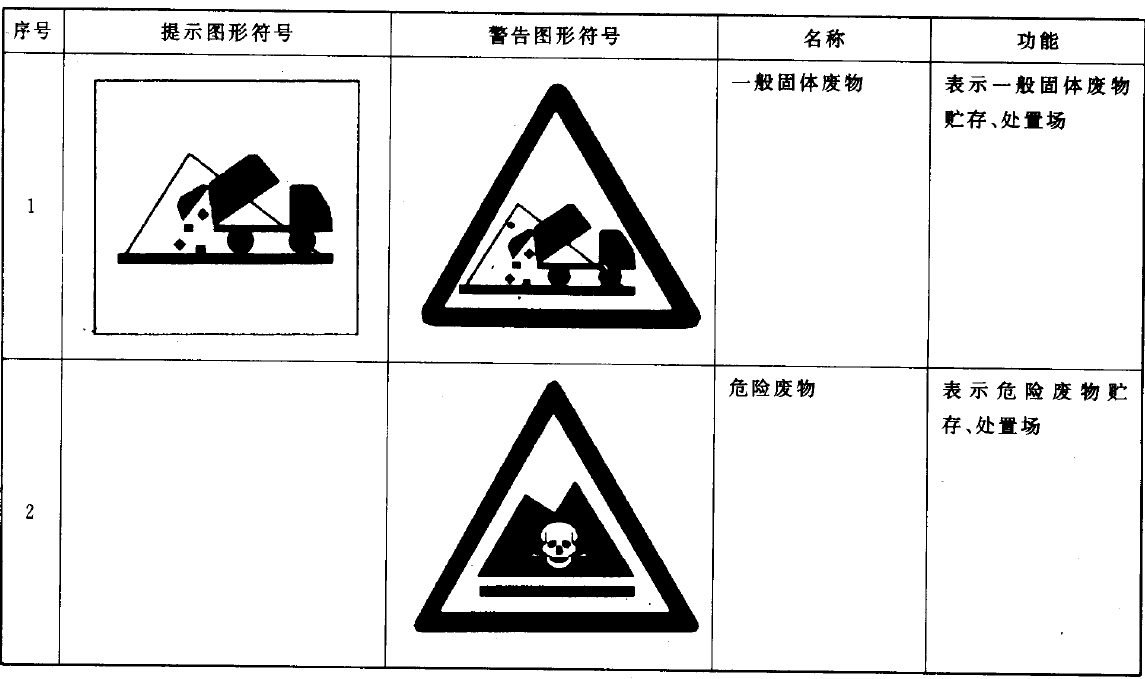 序号 提示图形符号 警告图形符号 名称 功能
1 一般固体废物 表示一般固体废物
贮存、处置场
2 危险废物 表示危险废物贮
存、处置场